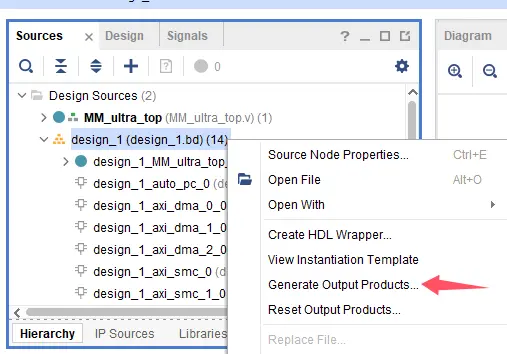 Sources
Design
Signals
Diagram
0
Design Sources (2)
MM_ultra_top (MM_ultra_top.v) (1)
design_1 (design_1.bd) (14)
design_1_MM_ultra_top_
design_1_auto_pc_0 (de
design_1_axi_dma_0_0
design_1_axi_dma_1_0
design_1_axi_dma_2_0
design_1_axi_smc_0 (d
design_1_axi_smc_1_0
Source Node Properties... Ctrl+E
Open File Alt+O
Open With
Create HDL Wrapper...
View Instantiation Template
Generate Output Products...
Reset Output Products...
Replace File...
Hierarchy
IP Sources
Libraries